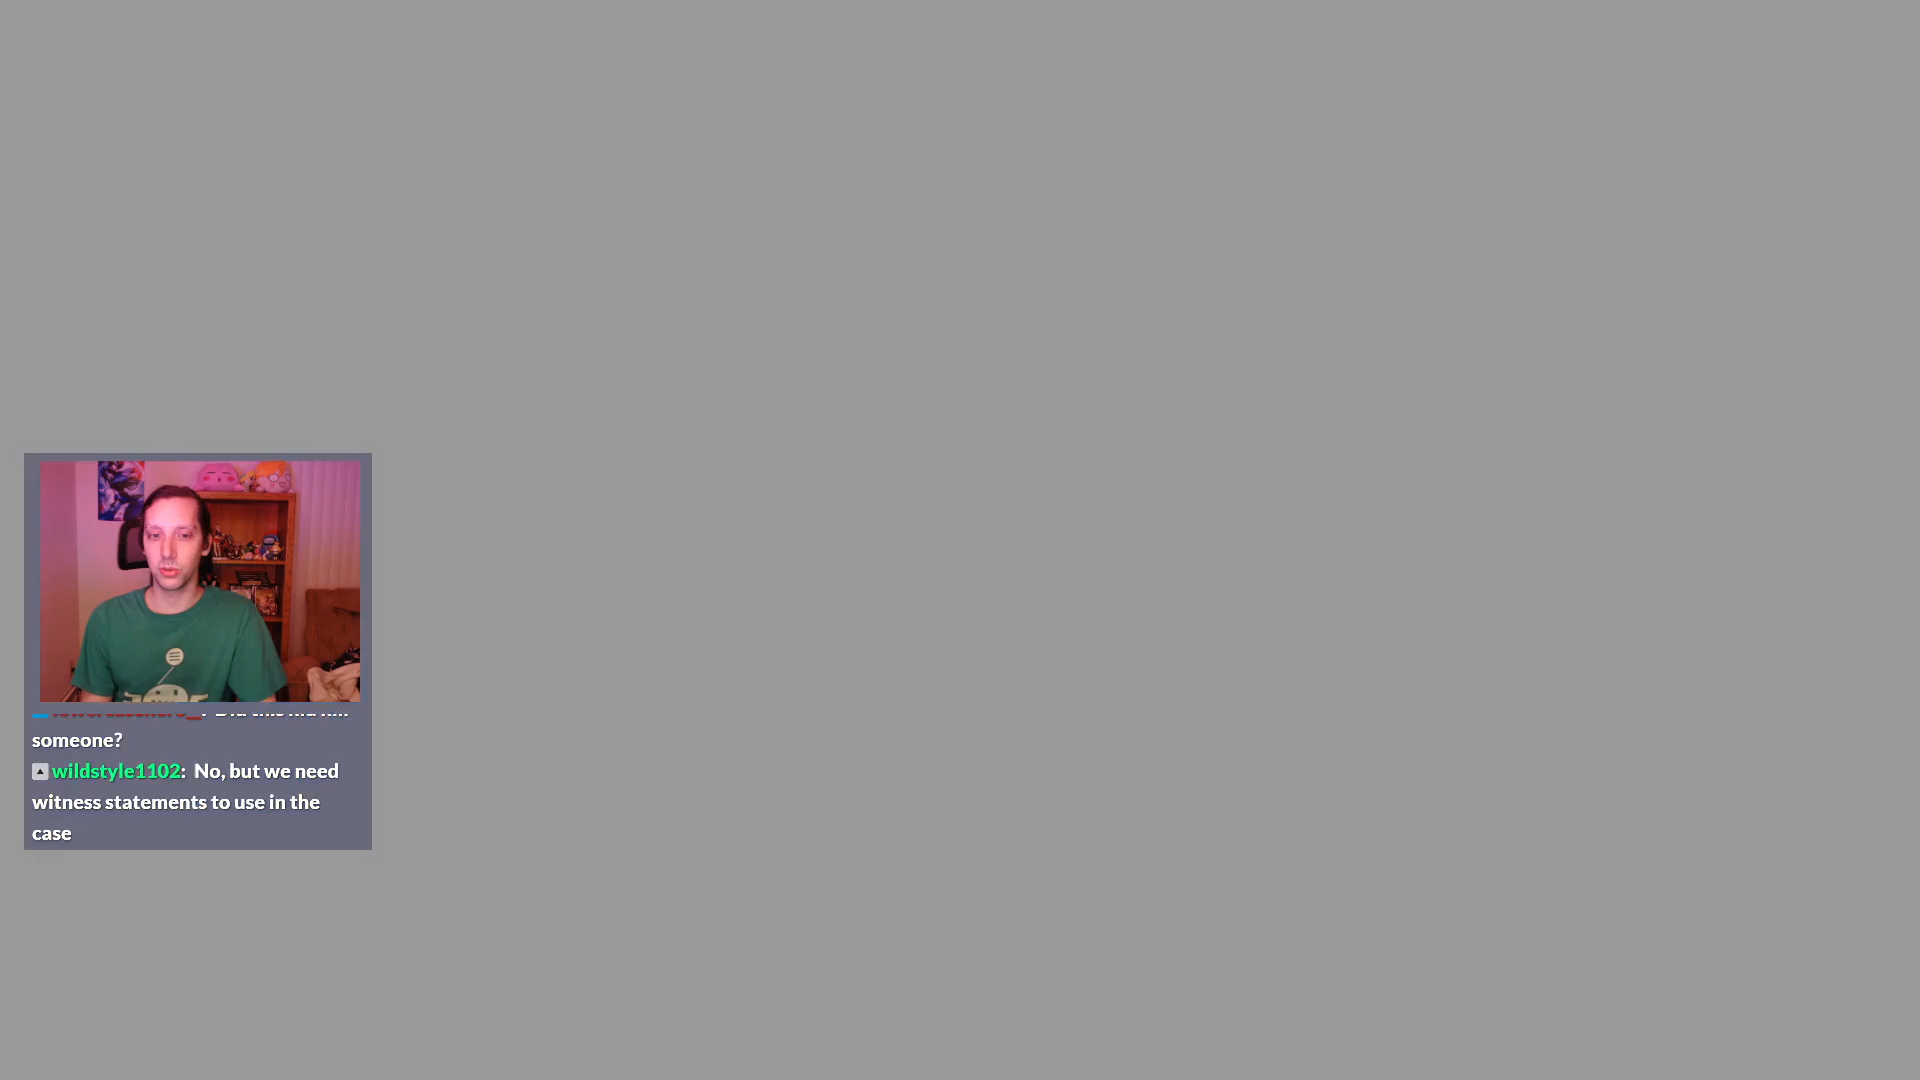 someone?
wildstyle1102: No, but we need
witness statements to use in the
case